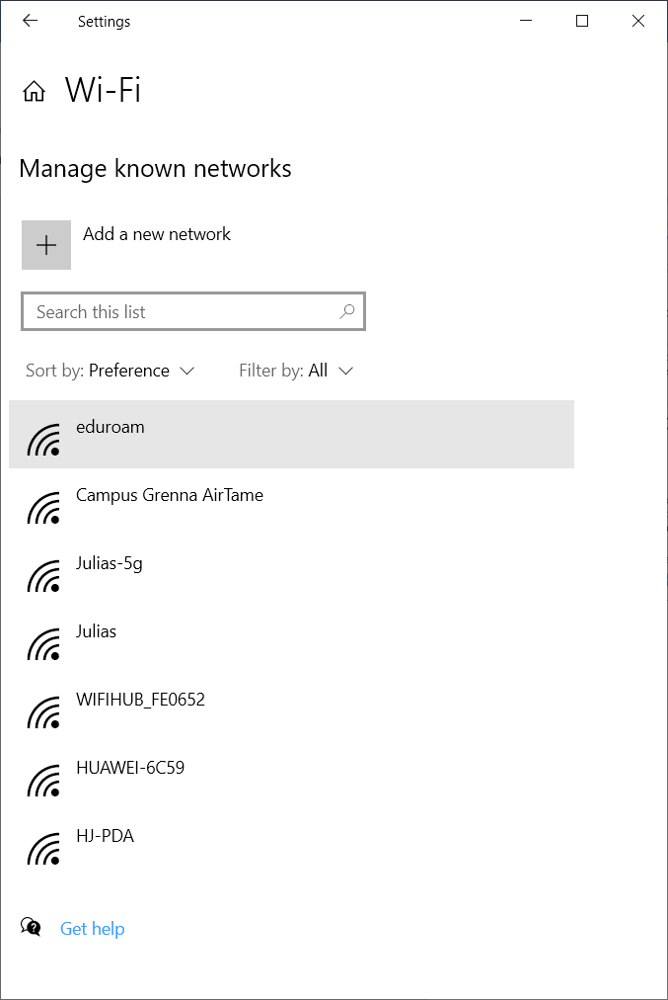 Settings
Wi-Fi
Manage known networks
Add a new network
Search this list
Sort by: Preference Filter by: All
eduroam
Campus Grenna AirTame
Julias-5g
Julias
WIFIHUB_FE0652
HUAWEI-6C59
HJ-PDA
Get help